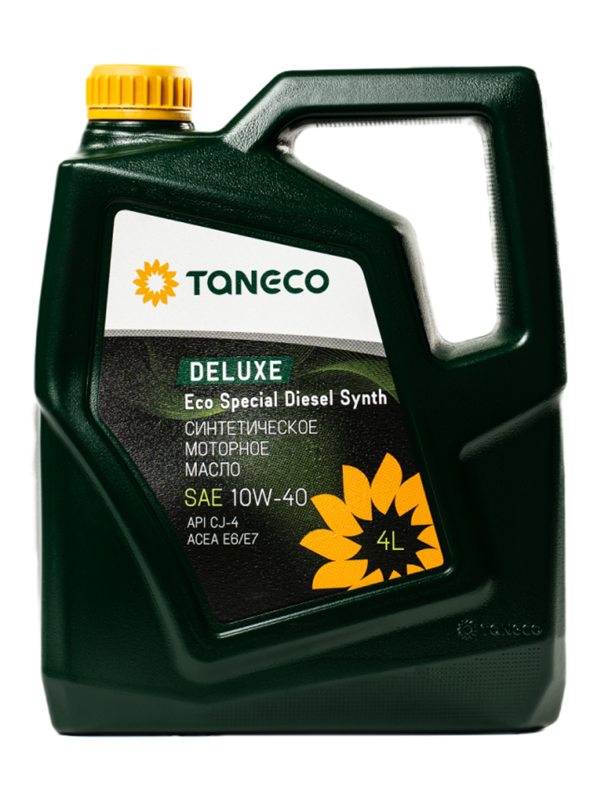 TANECO
DELUXE
Eco Special Diesel Synth
СИНТЕТИЧЕСКОЕ
МОТОРНОЕ
МАСЛО
SAE 10W-40
API CJ-4
ACEA E6/E7
4L
TANECO